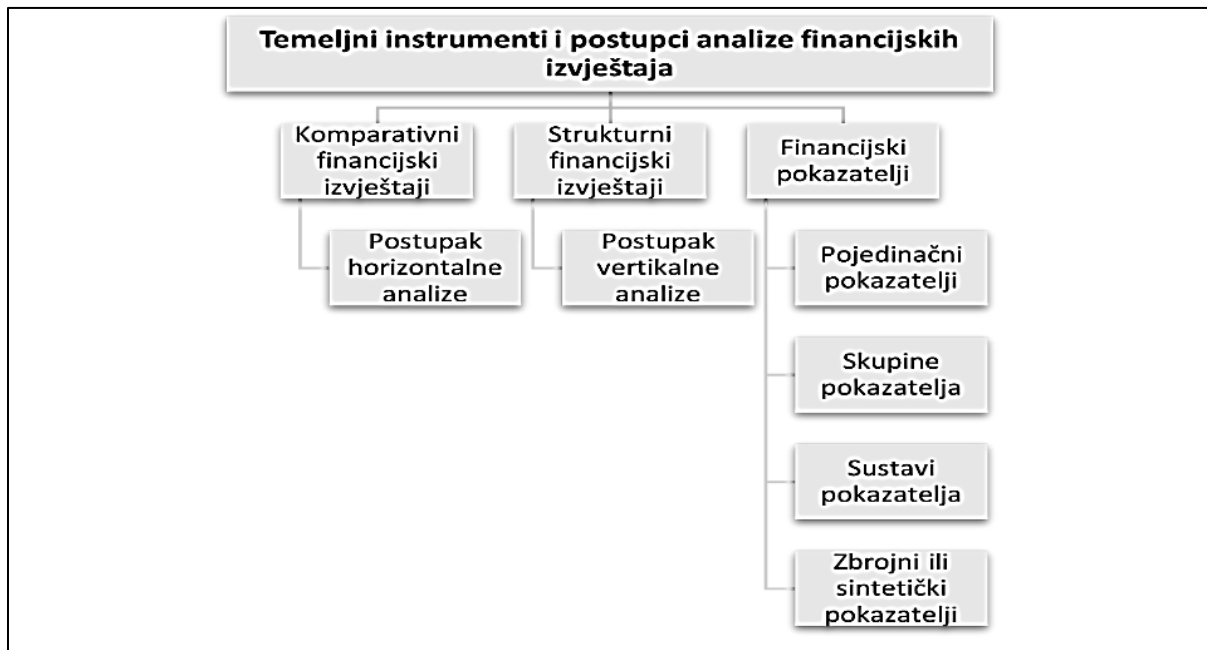 Temeljni instrumenti i postupci analize financijskih
izvještaja
Komparativni
financijski
izvještaji
Postupak
horizontalne
analize
Strukturni
financijski
izvještaji
Postupak
vertikalne
analize
Financijski
pokazatelji
Pojedinačni
pokazatelji
Skupine
pokazatelja
Sustavi
pokazatelja
Zbrojni ili
sintetički
pokazatelji